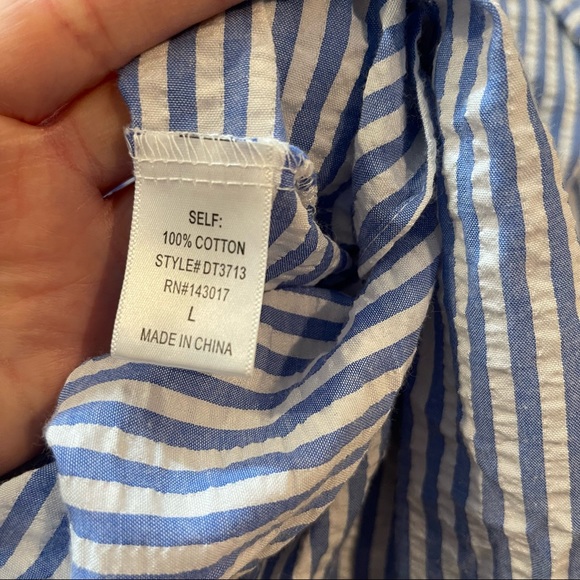 SELF:
100% COTTON
STYLE# DT3713
RN#143017
L
MADE IN CHINA